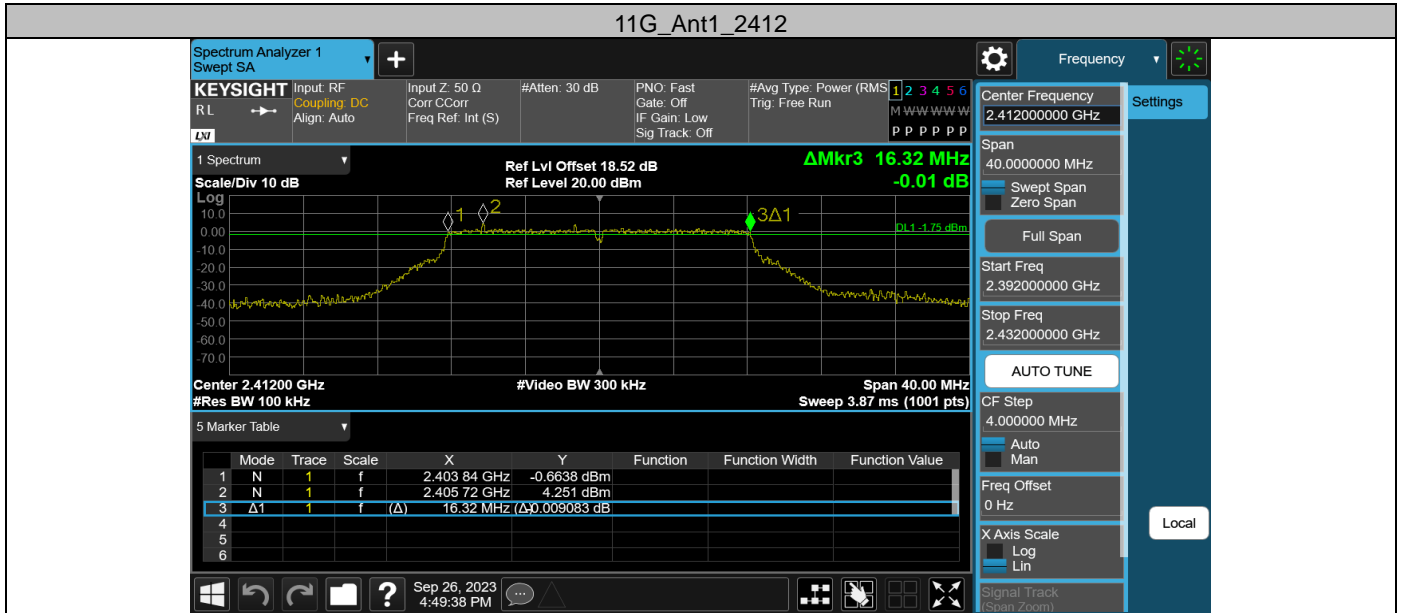 11G_Ant1_2412
Spectrum Analyzer 1
Swept SA
+
Frequency
KEYSIGHT
RL
LXI
Input: RF
Coupling: DC
Align: Auto
Input Z: 50 Ω
Corr CCorr
Freq Ref: Int (S)
#Atten: 30 dB
PNO: Fast
Gate: Off
IF Gain: Low
Sig Track: Off
#Avg Type: Power (RMS
Trig: Free Run
1 2 3 4 5 6
M W W W W W
P P P P P P
1 Spectrum
Scale/Div 10 dB
Ref Lvl Offset 18.52 dB
Ref Level 20.00 dBm
ΔMkr3 16.32 MHz
-0.01 dB
Log
10.0
0.00
-10.0
-20.0
-30.0
-40.0
-50.0
-60.0
-70.0
1
2
3Δ1
DL1 -1.75 dBm
Center 2.41200 GHz
#Video BW 300 kHz
Span 40.00 MHz
#Res BW 100 kHz
Sweep 3.87 ms (1001 pts)
5 Marker Table
Mode Trace Scale X Y Function Function Width Function Value
1 N 1 f 2.403 84 GHz -0.6638 dBm
2 N 1 f 2.405 72 GHz 4.251 dBm
3 Δ1 1 f (Δ) 16.32 MHz (Δ)-0.009083 dB
4
5
6
?
Sep 26, 2023
4:49:38 PM
Center Frequency
2.412000000 GHz
Span
40.0000000 MHz
Swept Span
Zero Span
Full Span
Start Freq
2.392000000 GHz
Stop Freq
2.432000000 GHz
AUTO TUNE
CF Step
4.000000 MHz
Auto
Man
Freq Offset
0 Hz
X Axis Scale
Log
Lin
Signal Track
(Span Zoom)
Settings
Local